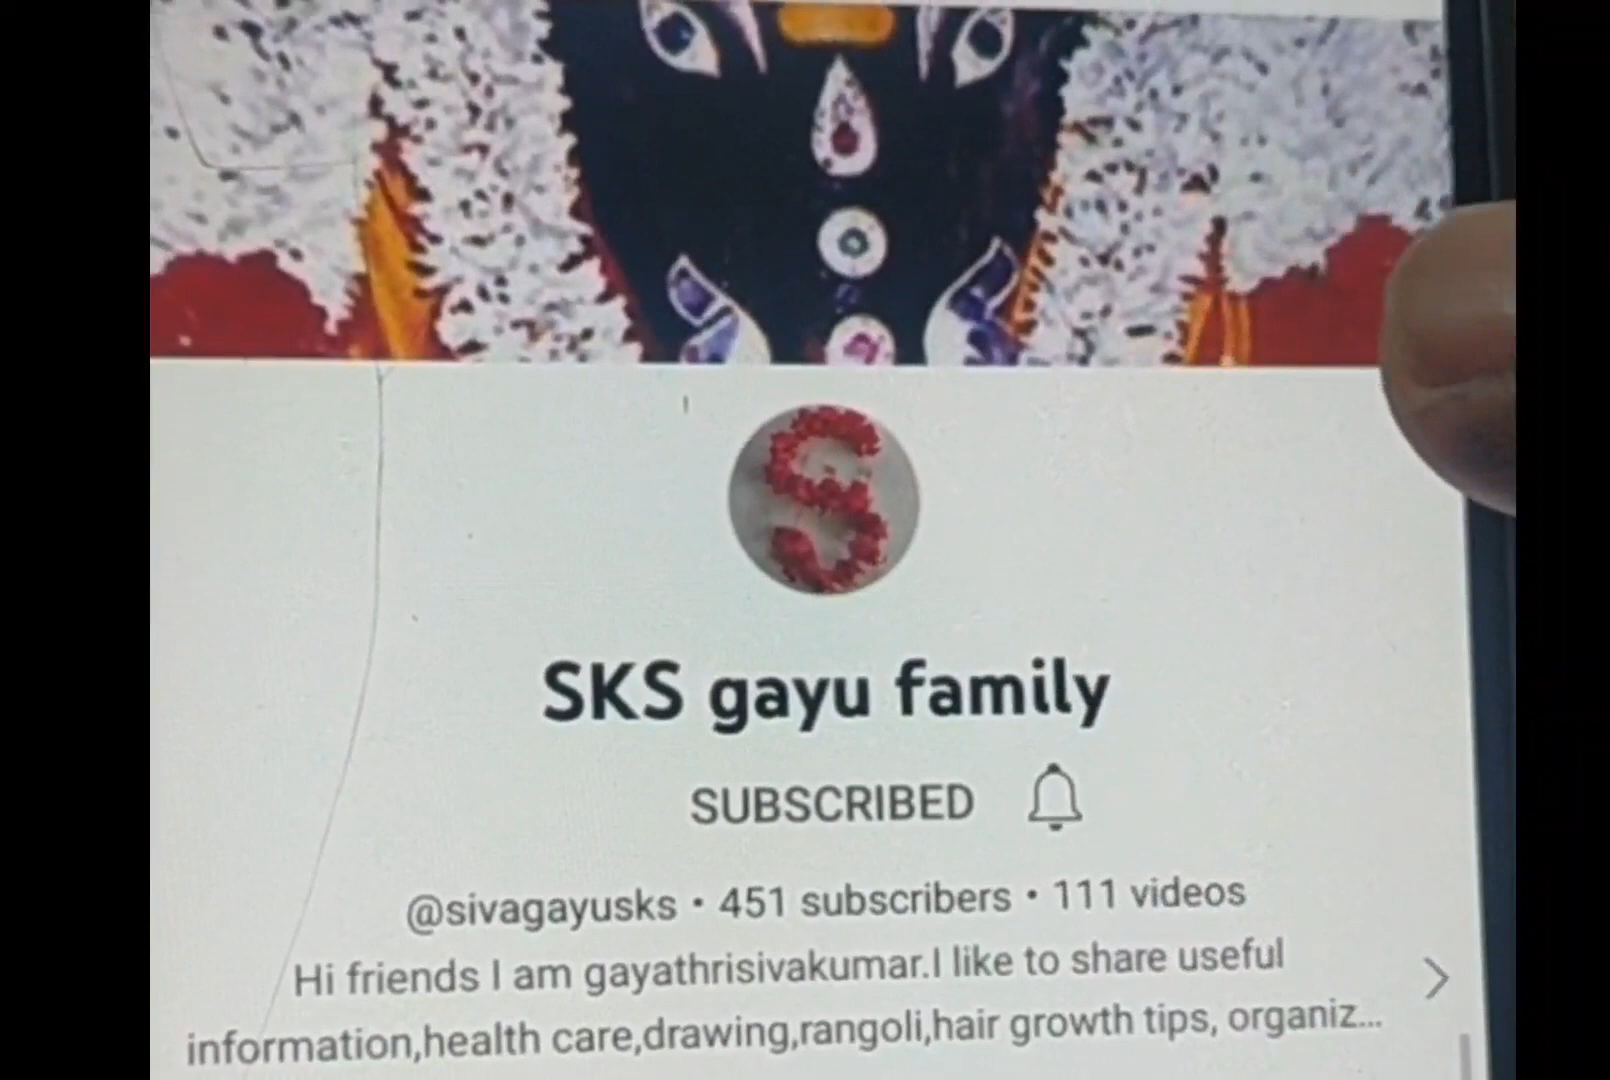 S
SKS gayu family
SUBSCRIBED
@sivagayusks • 451 subscribers • 111 videos
Hi friends I am gayathrisivakumar.I like to share useful
information,health care,drawing,rangoli,hair growth tips, organiz...